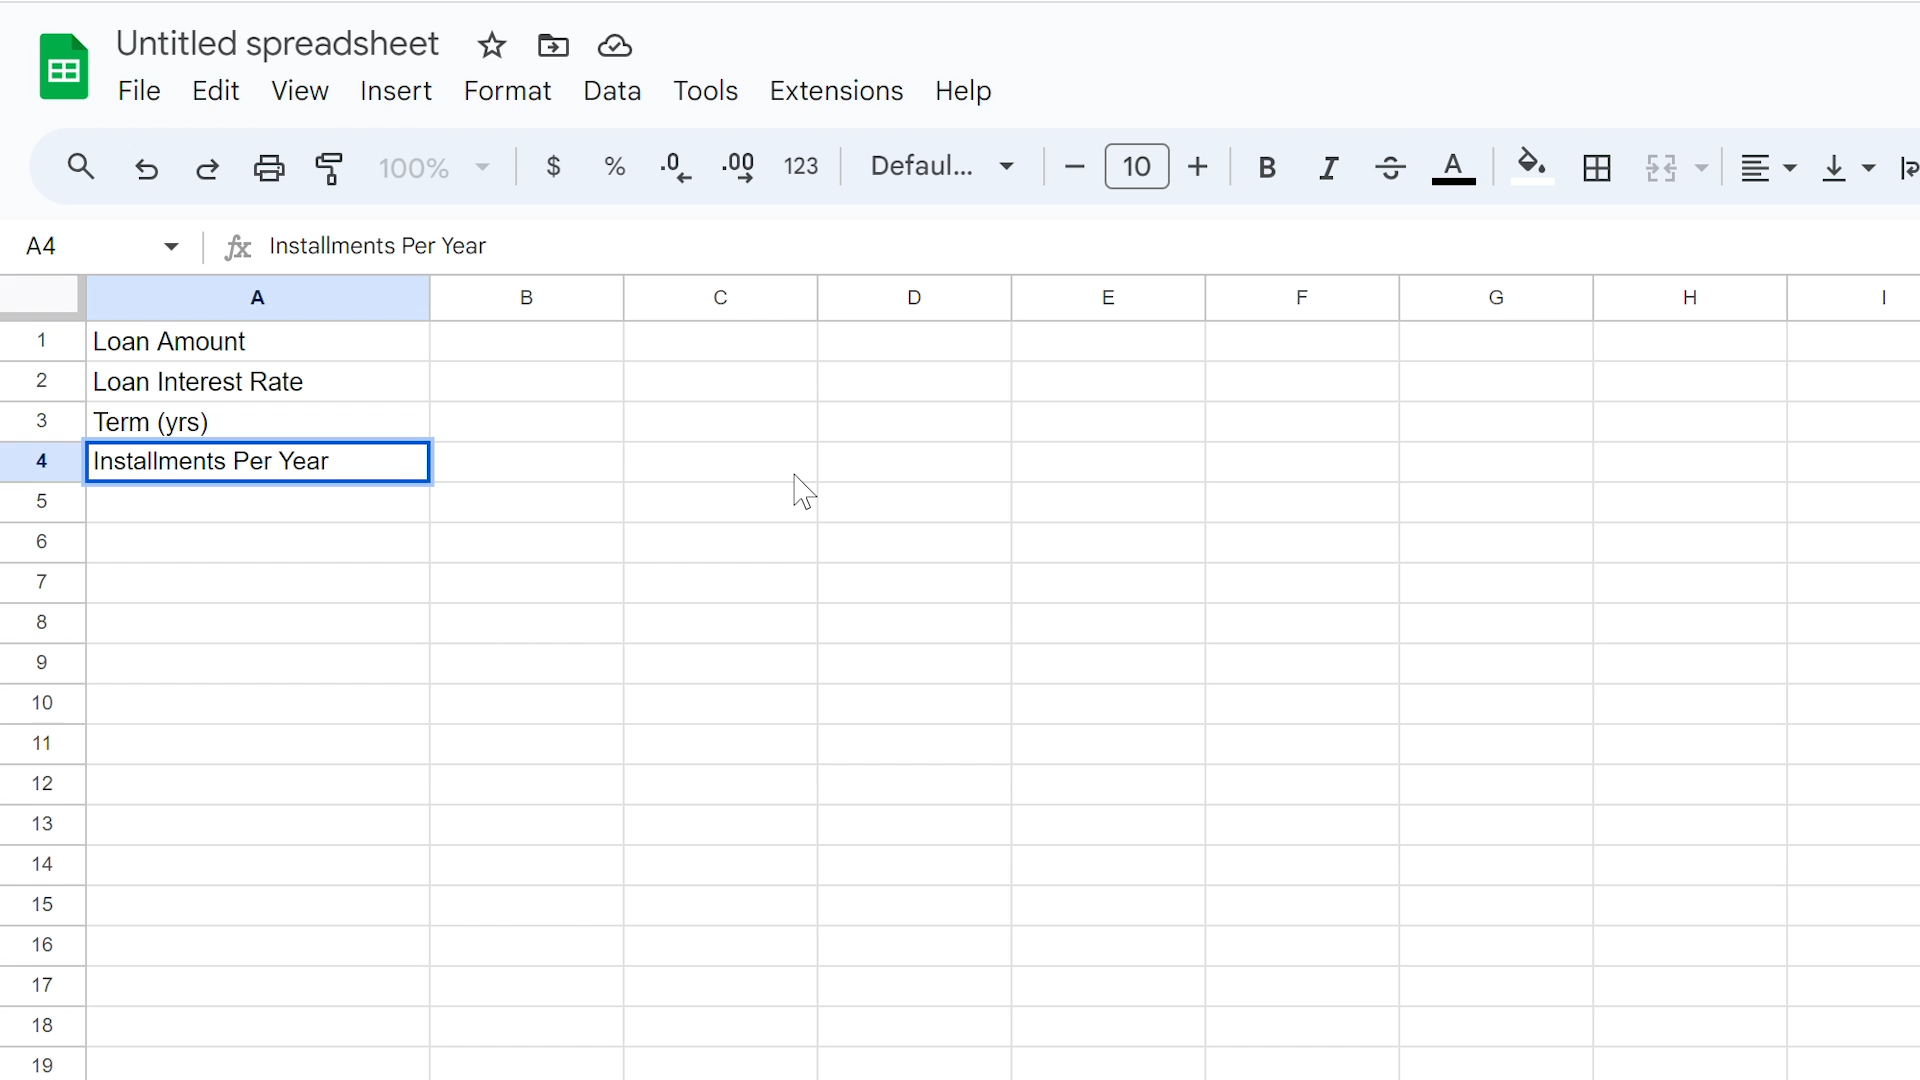 Untitled spreadsheet
File Edit View Insert Format Data Tools Extensions Help
100% $ % .0 .00 123 Defaul... 10 B I A
A4 fx Installments Per Year
A B C D E F G H I
1 Loan Amount
2 Loan Interest Rate
3 Term (yrs)
4 Installments Per Year
5
6
7
8
9
10
11
12
13
14
15
16
17
18
19